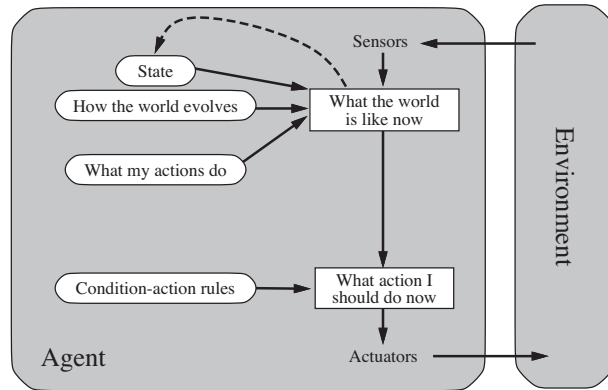 Sensors
State
How the world evolves
What the world
is like now
What my actions do
Environment
Condition-action rules
What action I
should do now
Agent
Actuators